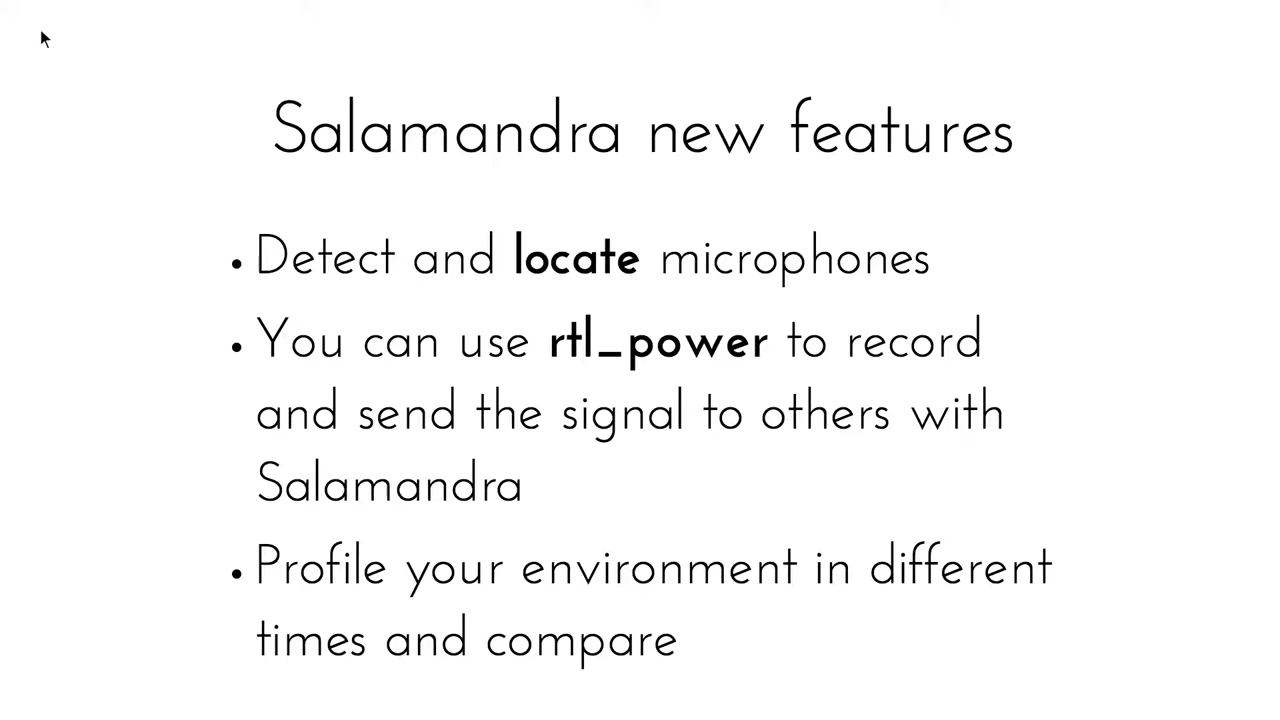 Salamandra new features
• Detect and locate microphones
• You can use rtl_power to record
and send the signal to others with
Salamandra
• Profile your environment in different
times and compare